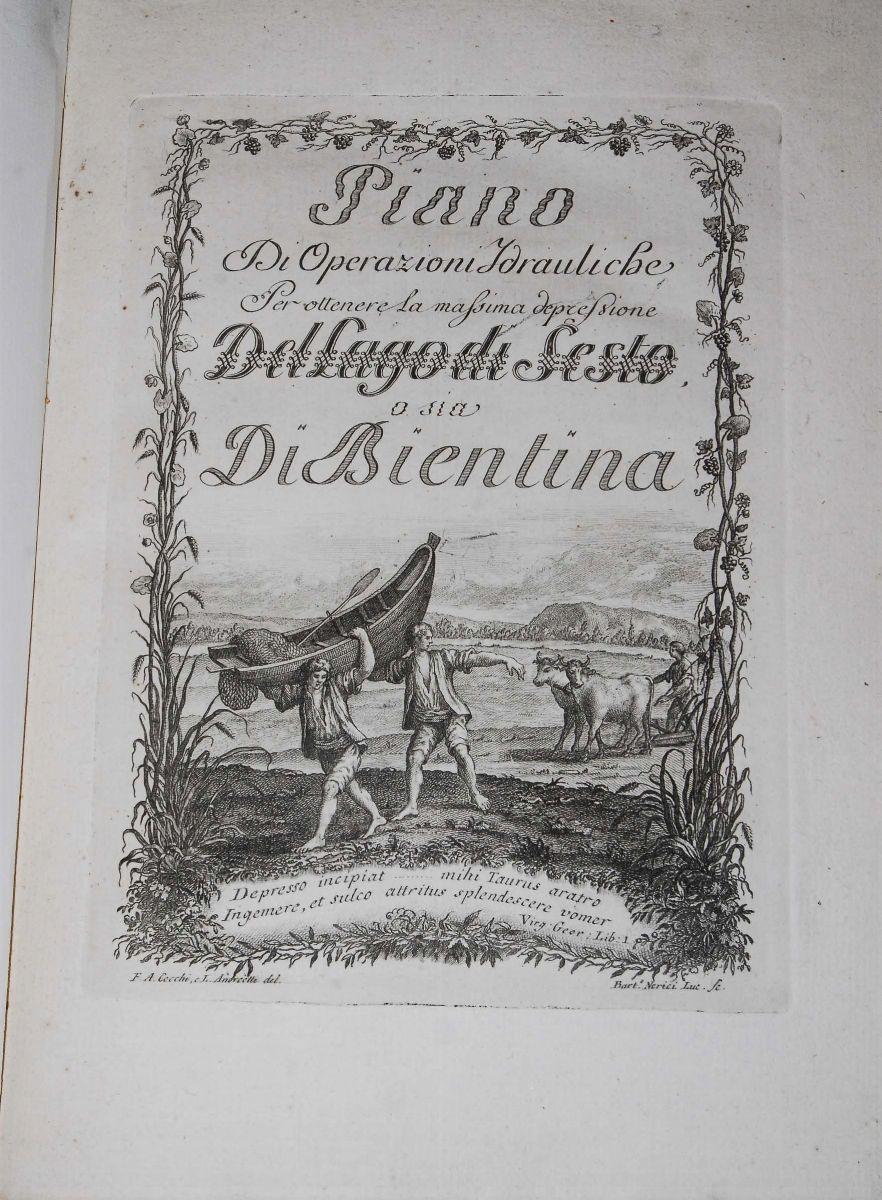 Piano
Di Operazioni Idrauliche
Per ottenere la maſsima depreſsione
Del Lago di Sesto,
o sia
Di Bientina
Depresso incipiat ......... mihi Taurus aratro
Ingemere, et sulco attritus splendescere vomer
Virg. Geor: Lib. 1
F. A. Cecchi, e L. Andreotti del.
Bart. Nerici Luc. sc.